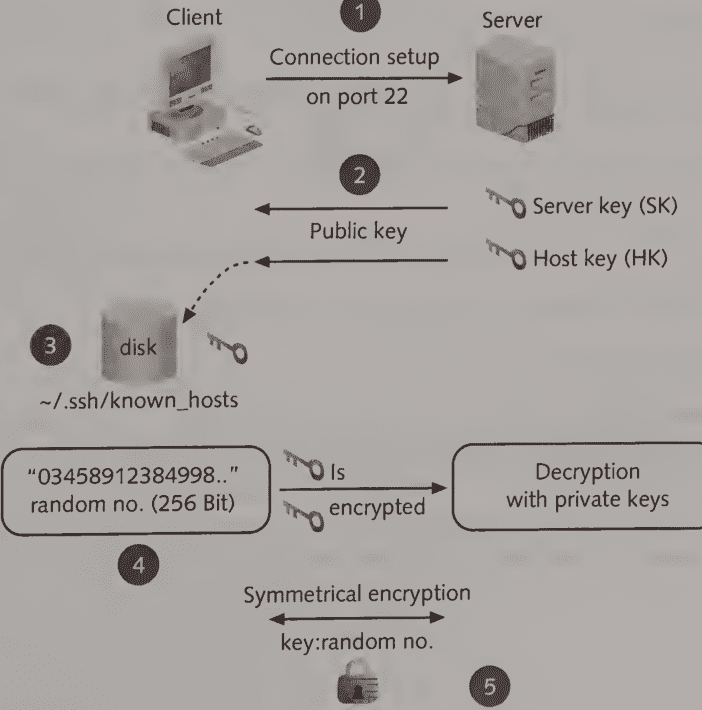 Client
1
Server
Connection setup
on port 22
2
Server key (SK)
Public key
Host key (HK)
3
disk
~/.ssh/known_hosts
“03458912384998..”
random no. (256 Bit)
Is
encrypted
Decryption
with private keys
4
Symmetrical encryption
key:random no.
5